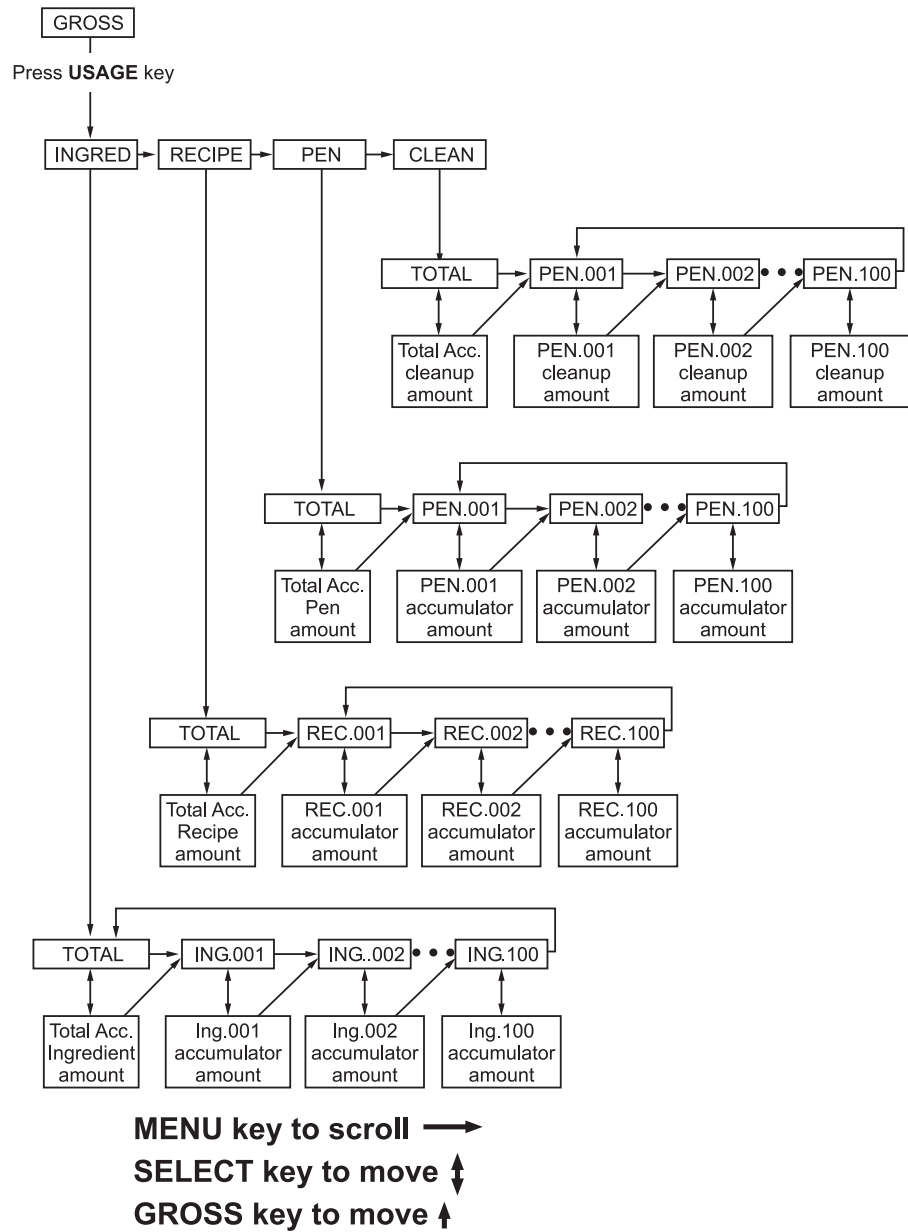 GROSS
Press USAGE key
INGRED RECIPE PEN CLEAN
TOTAL PEN.001 PEN.002 PEN.100
Total Acc. cleanup amount
PEN.001 cleanup amount
PEN.002 cleanup amount
PEN.100 cleanup amount
TOTAL PEN.001 PEN.002 PEN.100
Total Acc. Pen amount
PEN.001 accumulator amount
PEN.002 accumulator amount
PEN.100 accumulator amount
TOTAL REC.001 REC.002 REC.100
Total Acc. Recipe amount
REC.001 accumulator amount
REC.002 accumulator amount
REC.100 accumulator amount
TOTAL ING.001 ING..002 ING.100
Total Acc. Ingredient amount
Ing.001 accumulator amount
Ing.002 accumulator amount
Ing.100 accumulator amount
MENU key to scroll
SELECT key to move
GROSS key to move